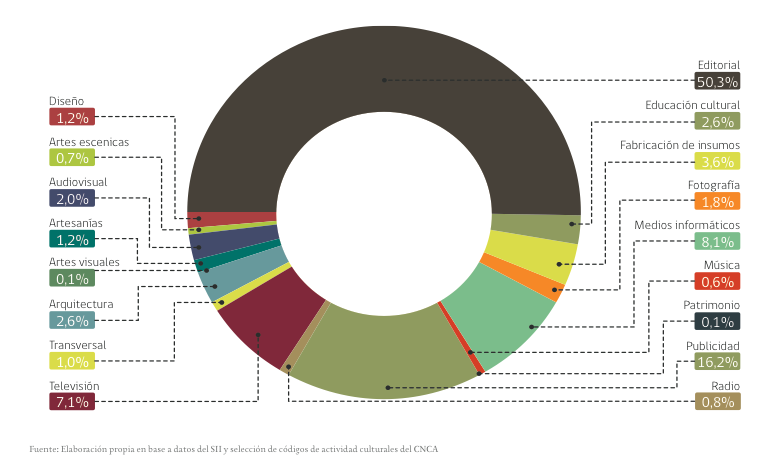 Editorial
50,3%
Educación cultural
2,6%
Fabricación de insumos
3,6%
Fotografía
1,8%
Medios informáticos
8,1%
Música
0,6%
Patrimonio
0,1%
Publicidad
16,2%
Radio
0,8%
Diseño
1,2%
Artes escenicas
0,7%
Audiovisual
2,0%
Artesanías
1,2%
Artes visuales
0,1%
Arquitectura
2,6%
Transversal
1,0%
Televisión
7,1%
Fuente: Elaboración propia en base a datos del SII y selección de códigos de actividad culturales del CNCA